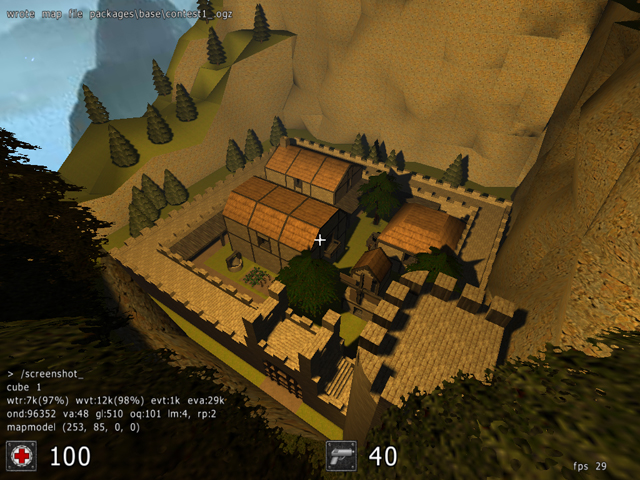 wrote map file packages\base\contest1_.ogz
> /screenshot_
cube 1
wtr:7k(97%) wvt:12k(98%) evt:1k eva:29k
ond:96352 va:48 gl:510 oq:101 lm:4, rp:2
mapmodel (253, 85, 0, 0)
100 40
fps 29